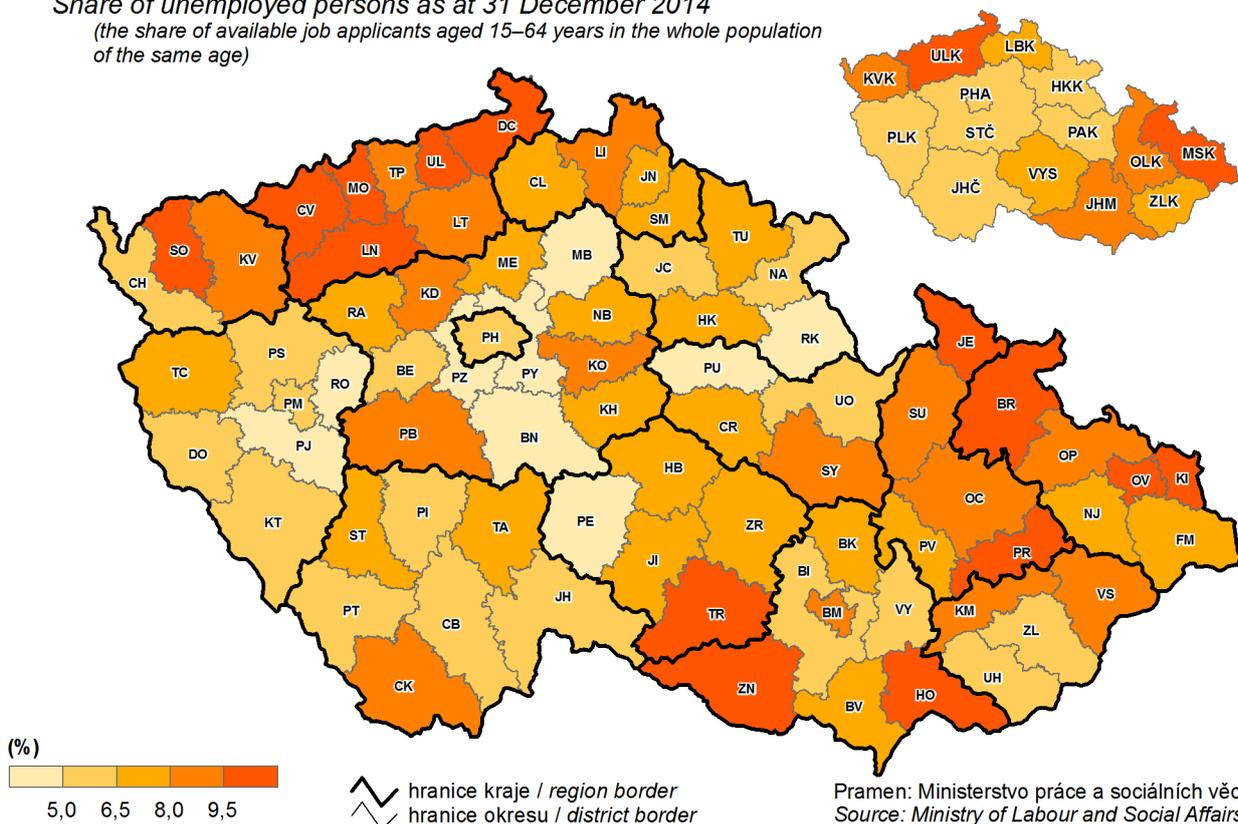 Share of unemployed persons as at 31 December 2014
(the share of available job applicants aged 15–64 years in the whole population
of the same age)
ULK
LBK
KVK
HKK
PHA
PLK
STČ
PAK
MSK
OLK
VYS
JHČ
JHM
ZLK
DC
LI
UL
TP
MO
CL
JN
CV
LT
SM
TU
SO
LN
KV
ME
MB
JC
NA
CH
KD
RA
NB
HK
PH
RK
JE
PS
KO
TC
BE
PZ
PY
PU
RO
PM
UO
BR
KH
SU
CR
PB
BN
PJ
DO
OP
HB
SY
OV
KI
OC
PI
NJ
KT
PE
TA
ZR
ST
BK
PV
FM
PR
JI
BI
VS
JH
PT
TR
BM
VY
KM
CB
ZL
UH
CK
ZN
HO
BV
(%)
5,0 6,5 8,0 9,5
hranice kraje / region border
hranice okresu / district border
Pramen: Ministerstvo práce a sociálních věc
Source: Ministry of Labour and Social Affairs